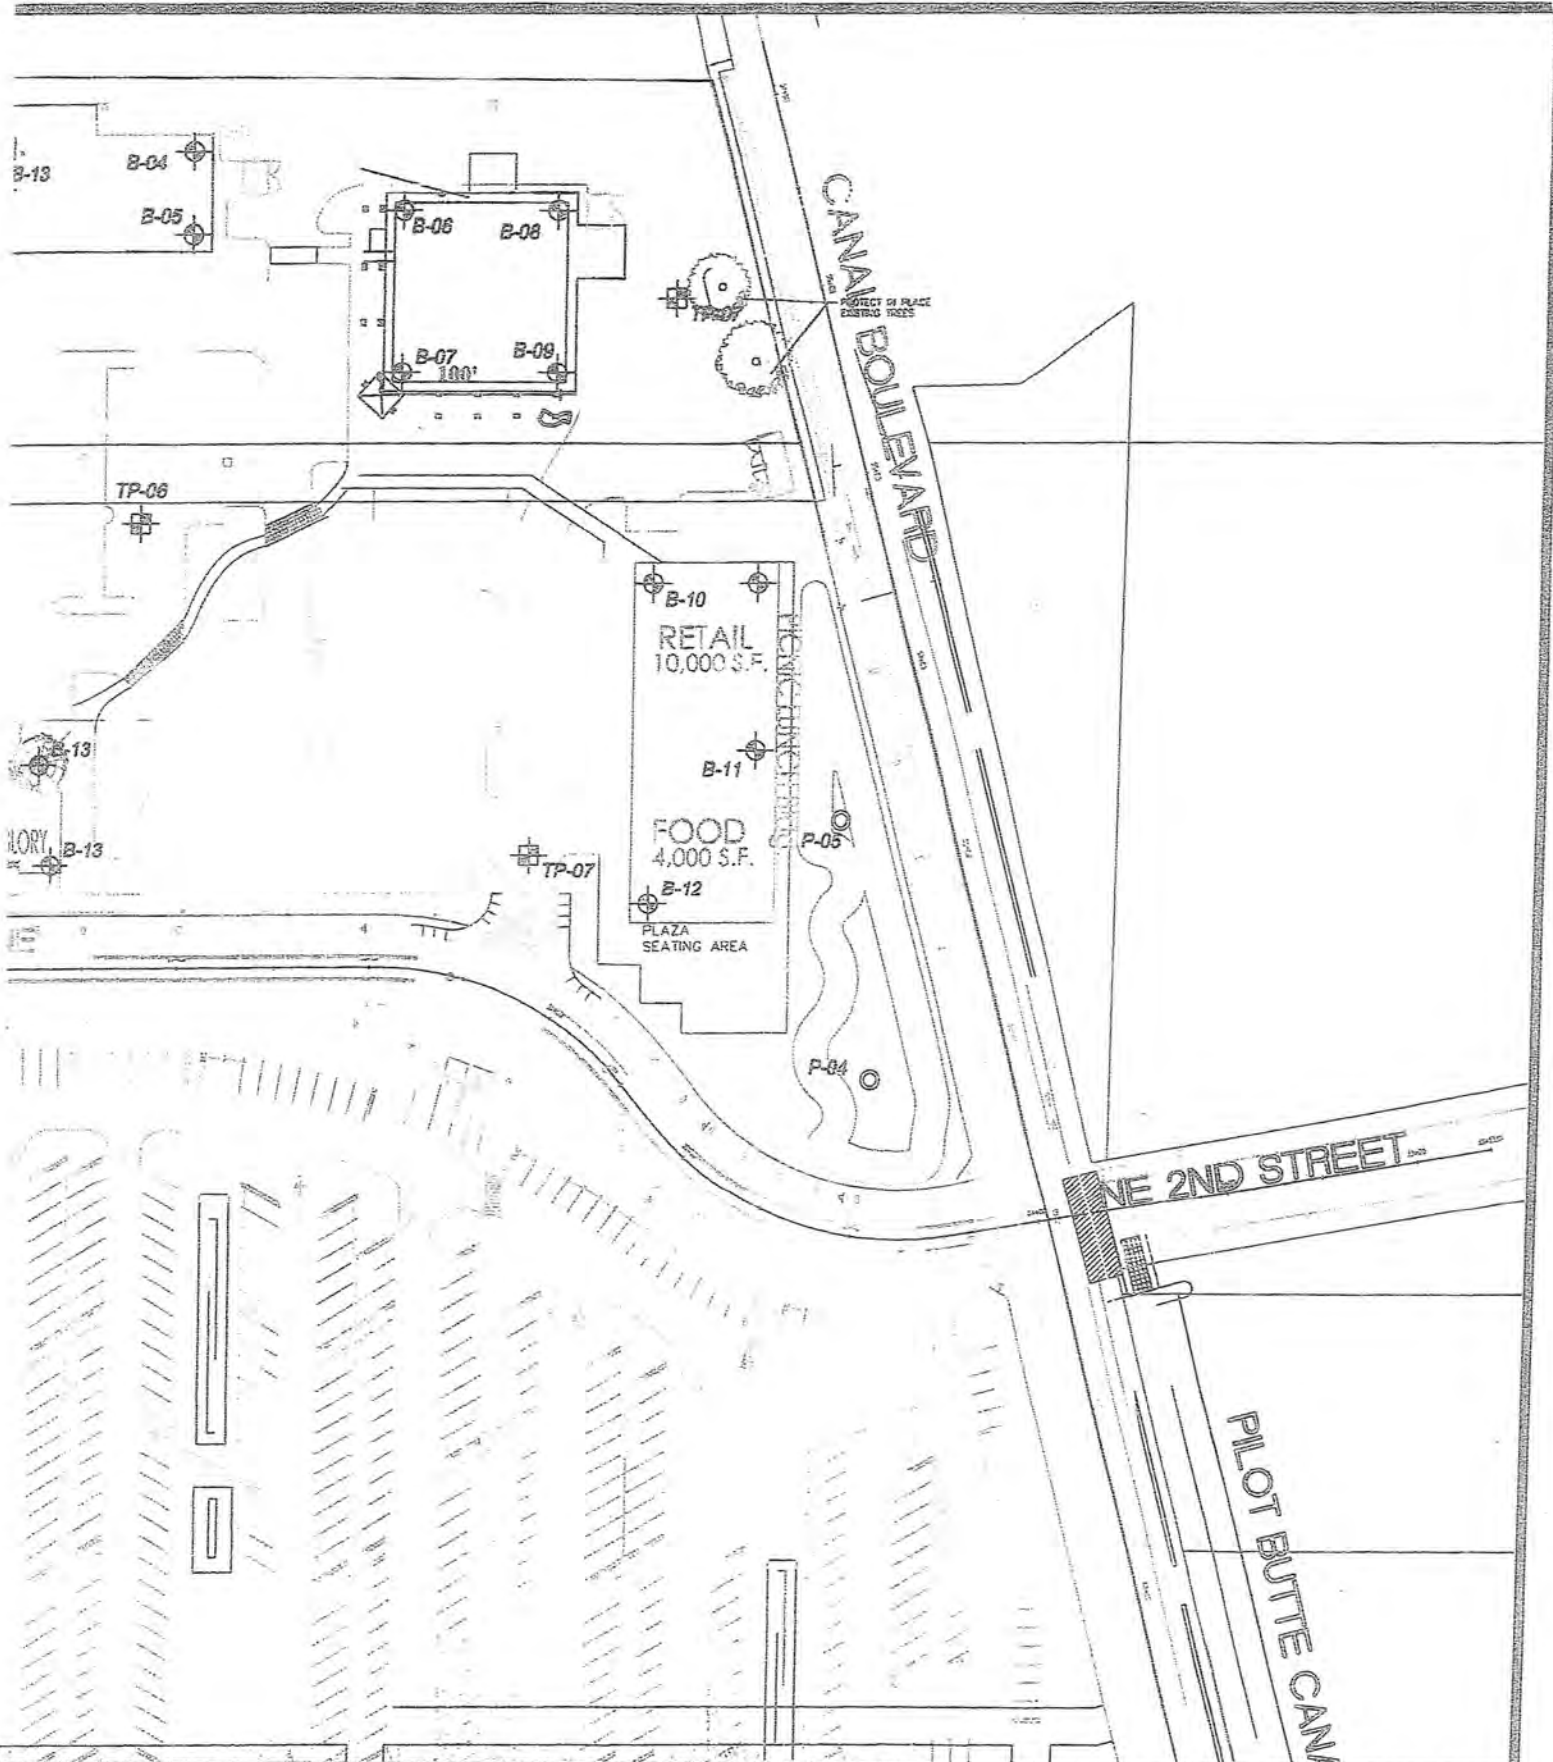 B-04
B-13
B-05
B-06
B-08
CANAL BOULEVARD
TP-07
PROTECT IN PLACE
EXISTING TREES
B-07
100'
B-09
TP-06
B-10
RETAIL
10,000 S.F.
B-13
B-11
FOOD
4,000 S.F.
P-05
LORY
B-13
TP-07
B-12
PLAZA
SEATING AREA
P-04
NE 2ND STREET
PILOT BUTTE CANA